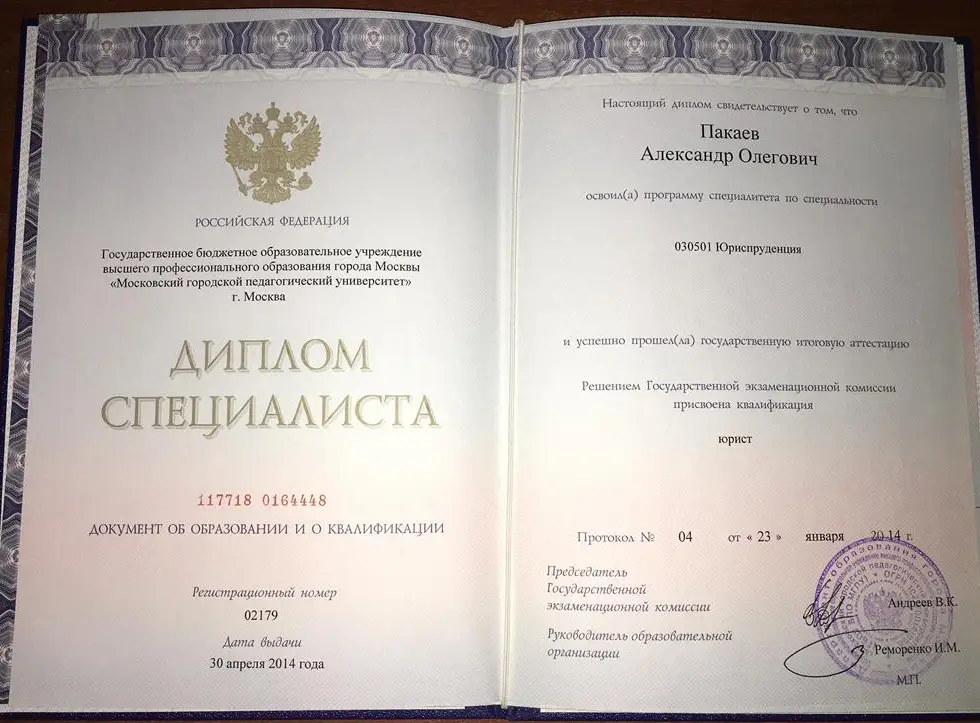 РОССИЙСКАЯ ФЕДЕРАЦИЯ
Государственное бюджетное образовательное учреждение
высшего профессионального образования города Москвы
«Московский городской педагогический университет»
г. Москва
ДИПЛОМ
СПЕЦИАЛИСТА
117718 0164448
ДОКУМЕНТ ОБ ОБРАЗОВАНИИ И О КВАЛИФИКАЦИИ
Регистрационный номер
02179
Дата выдачи
30 апреля 2014 года
Настоящий диплом свидетельствует о том, что
Пакаев
Александр Олегович
освоил(а) программу специалитета по специальности
030501 Юриспруденция
и успешно прошел(ла) государственную итоговую аттестацию
Решением Государственной экзаменационной комиссии
присвоена квалификация
юрист
Протокол № 04 от « 23 » января 2014 г.
Председатель
Государственной
экзаменационной комиссии
Андреев В.К.
Руководитель образовательной
организации
Реморенко И.М.
М.П.